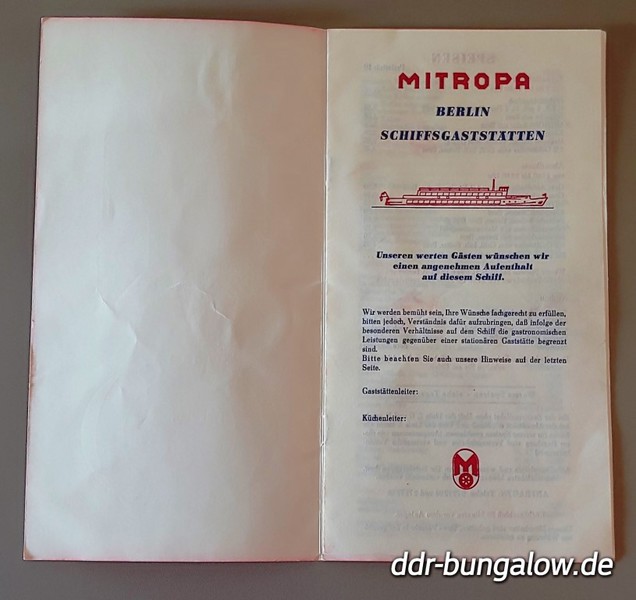 MITROPA
BERLIN
SCHIFFSGASTSTÄTTEN
Unseren werten Gästen wünschen wir
einen angenehmen Aufenthalt
auf diesem Schiff.
Wir werden bemüht sein, Ihre Wünsche fachgerecht zu erfüllen,
bitten jedoch, Verständnis dafür aufzubringen, daß infolge der
besonderen Verhältnisse auf dem Schiff die gastronomischen
Leistungen gegenüber einer stationären Gaststätte begrenzt
sind.
Bitte beachten Sie auch unsere Hinweise auf der letzten
Seite.
Gaststättenleiter:
Küchenleiter:
M
ddr-bungalow.de